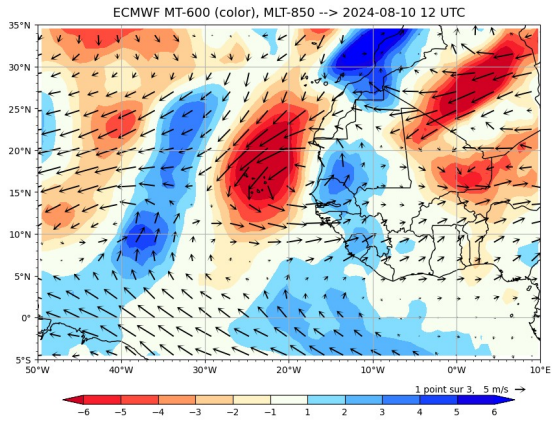 ECMWF MT-600 (color), MLT-850 --> 2024-08-10 12 UTC
35°N
30°N
25°N
20°N
15°N
10°N
5°N
0°
5°S
50°W 40°W 30°W 20°W 10°W 0°W 10°E
1 point sur 3, 5 m/s
−6 −5 −4 −3 −2 1 2 3 4 5 6